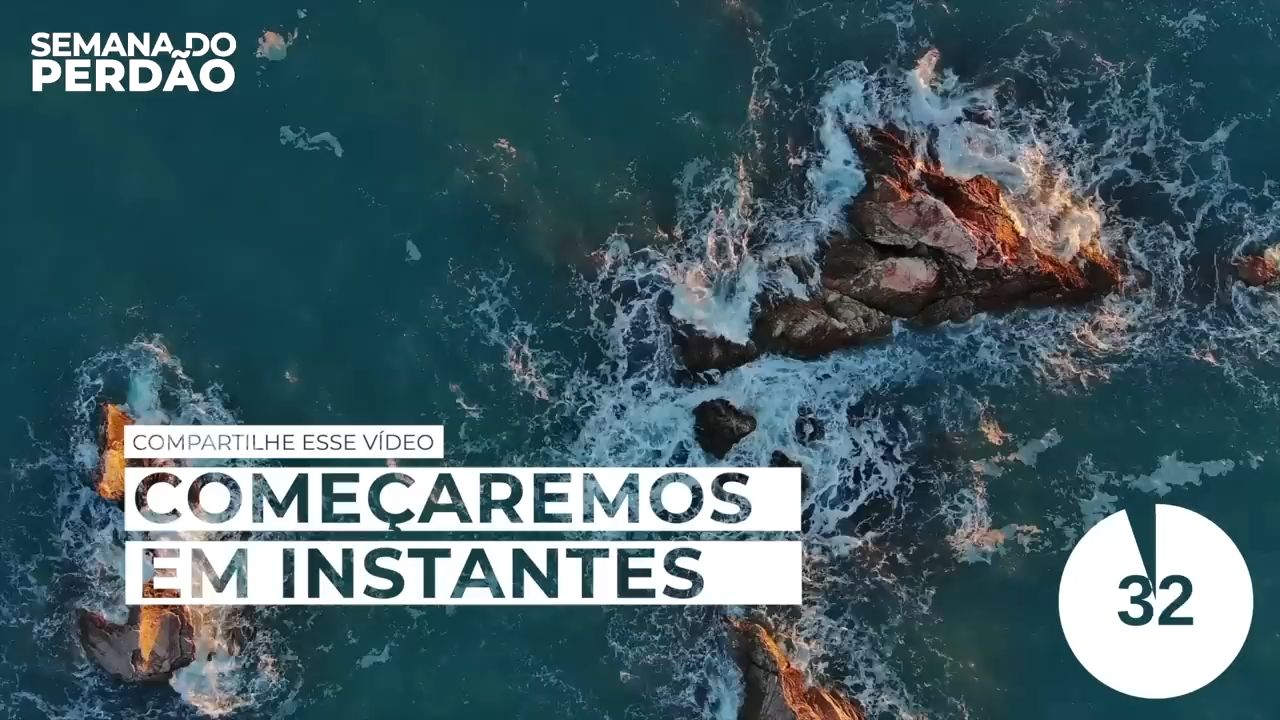 SEMANA DO
PERDÃO
COMPARTILHE ESSE VÍDEO
COMEÇAREMOS
EM INSTANTES
32